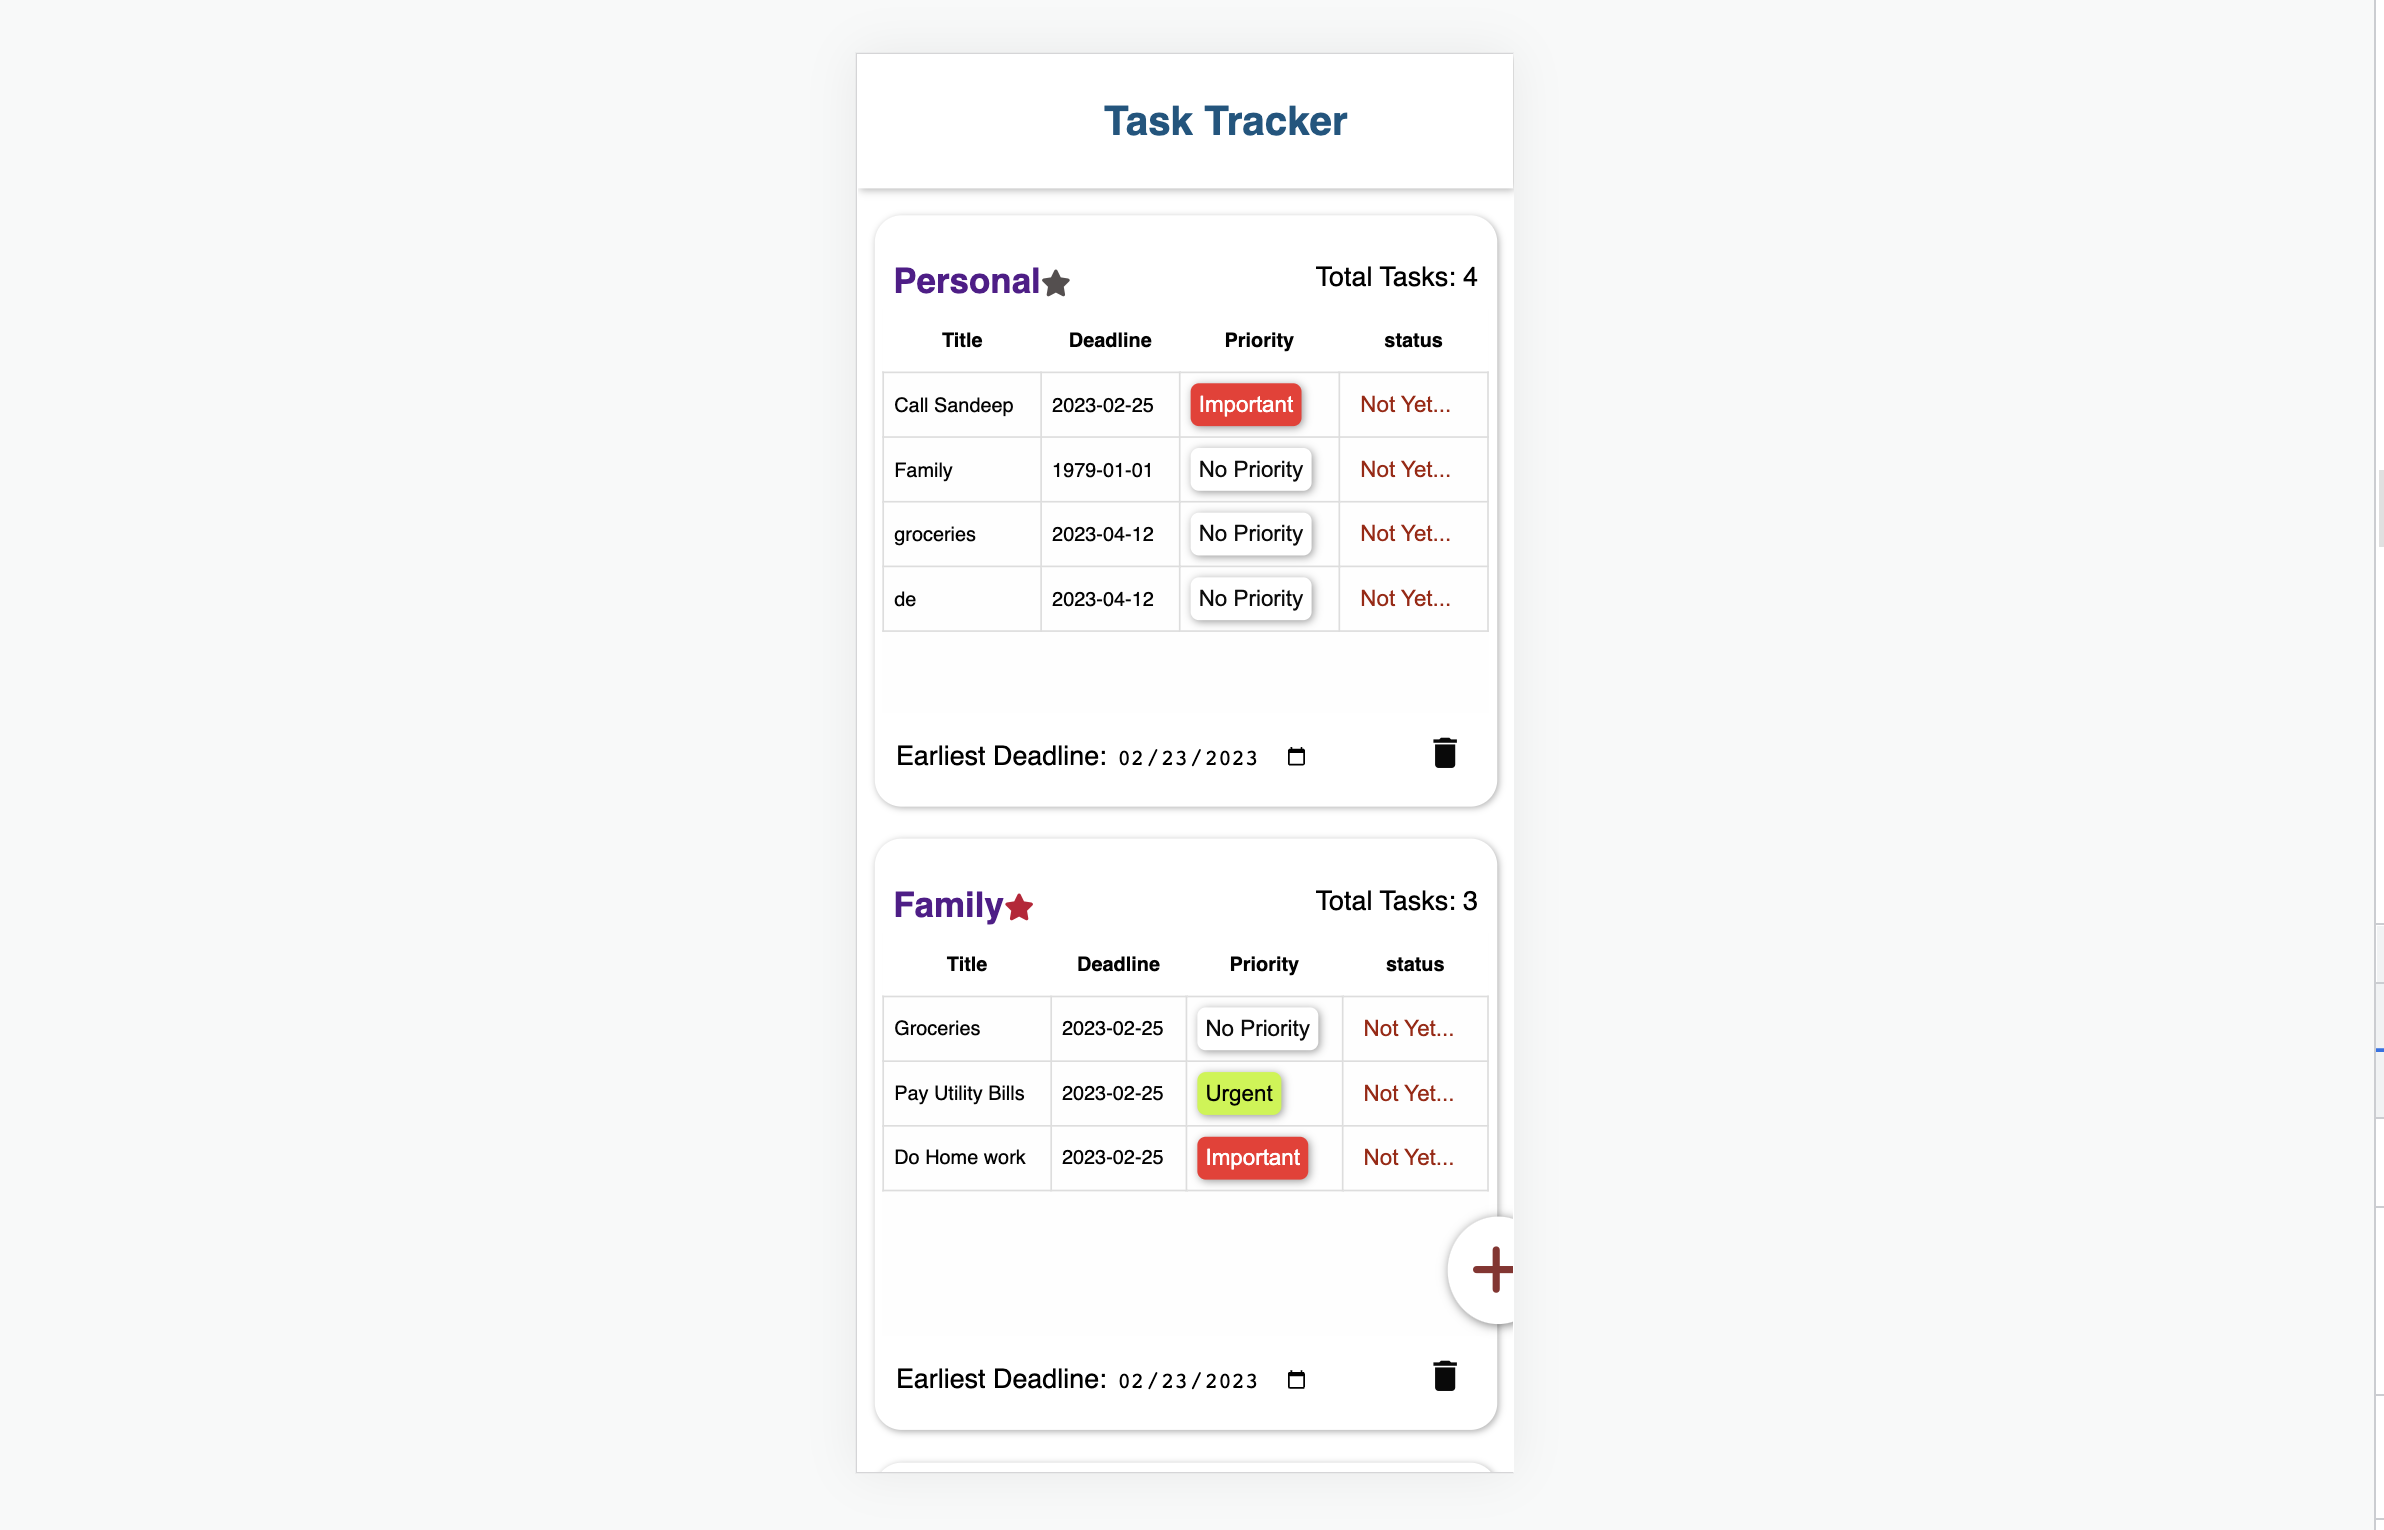 Task Tracker
Personal Total Tasks: 4
Title Deadline Priority status
Call Sandeep 2023-02-25 Important Not Yet...
Family 1979-01-01 No Priority Not Yet...
groceries 2023-04-12 No Priority Not Yet...
de 2023-04-12 No Priority Not Yet...
Earliest Deadline: 02/23/2023
Family Total Tasks: 3
Title Deadline Priority status
Groceries 2023-02-25 No Priority Not Yet...
Pay Utility Bills 2023-02-25 Urgent Not Yet...
Do Home work 2023-02-25 Important Not Yet...
Earliest Deadline: 02/23/2023